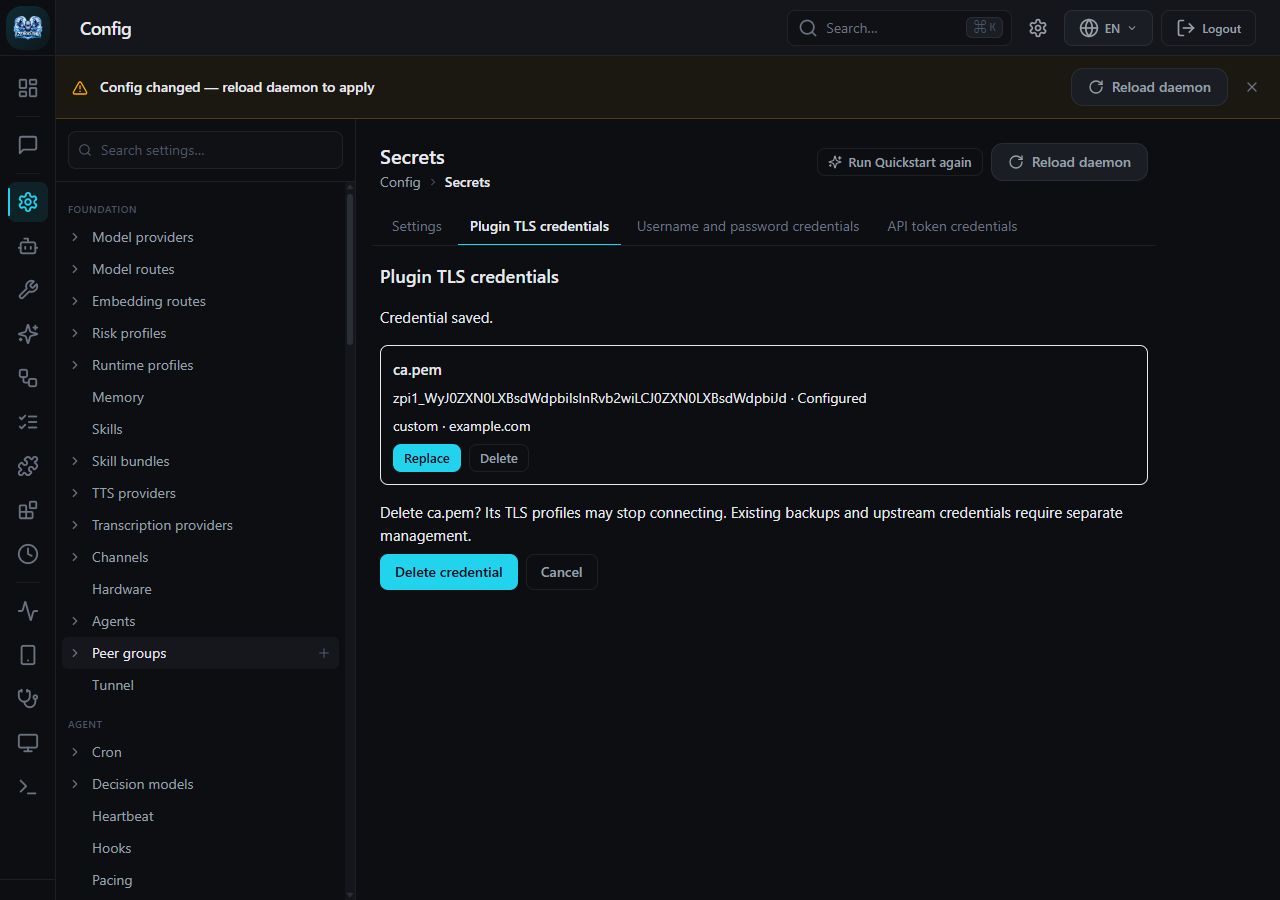 Config
Search...
⌘K
EN
Logout
Config changed — reload daemon to apply
Reload daemon
Search settings...
FOUNDATION
Model providers
Model routes
Embedding routes
Risk profiles
Runtime profiles
Memory
Skills
Skill bundles
TTS providers
Transcription providers
Channels
Hardware
Agents
Peer groups
Tunnel
AGENT
Cron
Decision models
Heartbeat
Hooks
Pacing
Secrets
Config > Secrets
Run Quickstart again
Reload daemon
Settings
Plugin TLS credentials
Username and password credentials
API token credentials
Plugin TLS credentials
Credential saved.
ca.pem
zpi1_WyJ0ZXN0LXBsdWdpbiIsInRvb2wiLCJ0ZXN0LXBsdWdpbiJd · Configured
custom · example.com
Replace
Delete
Delete ca.pem? Its TLS profiles may stop connecting. Existing backups and upstream credentials require separate
management.
Delete credential
Cancel